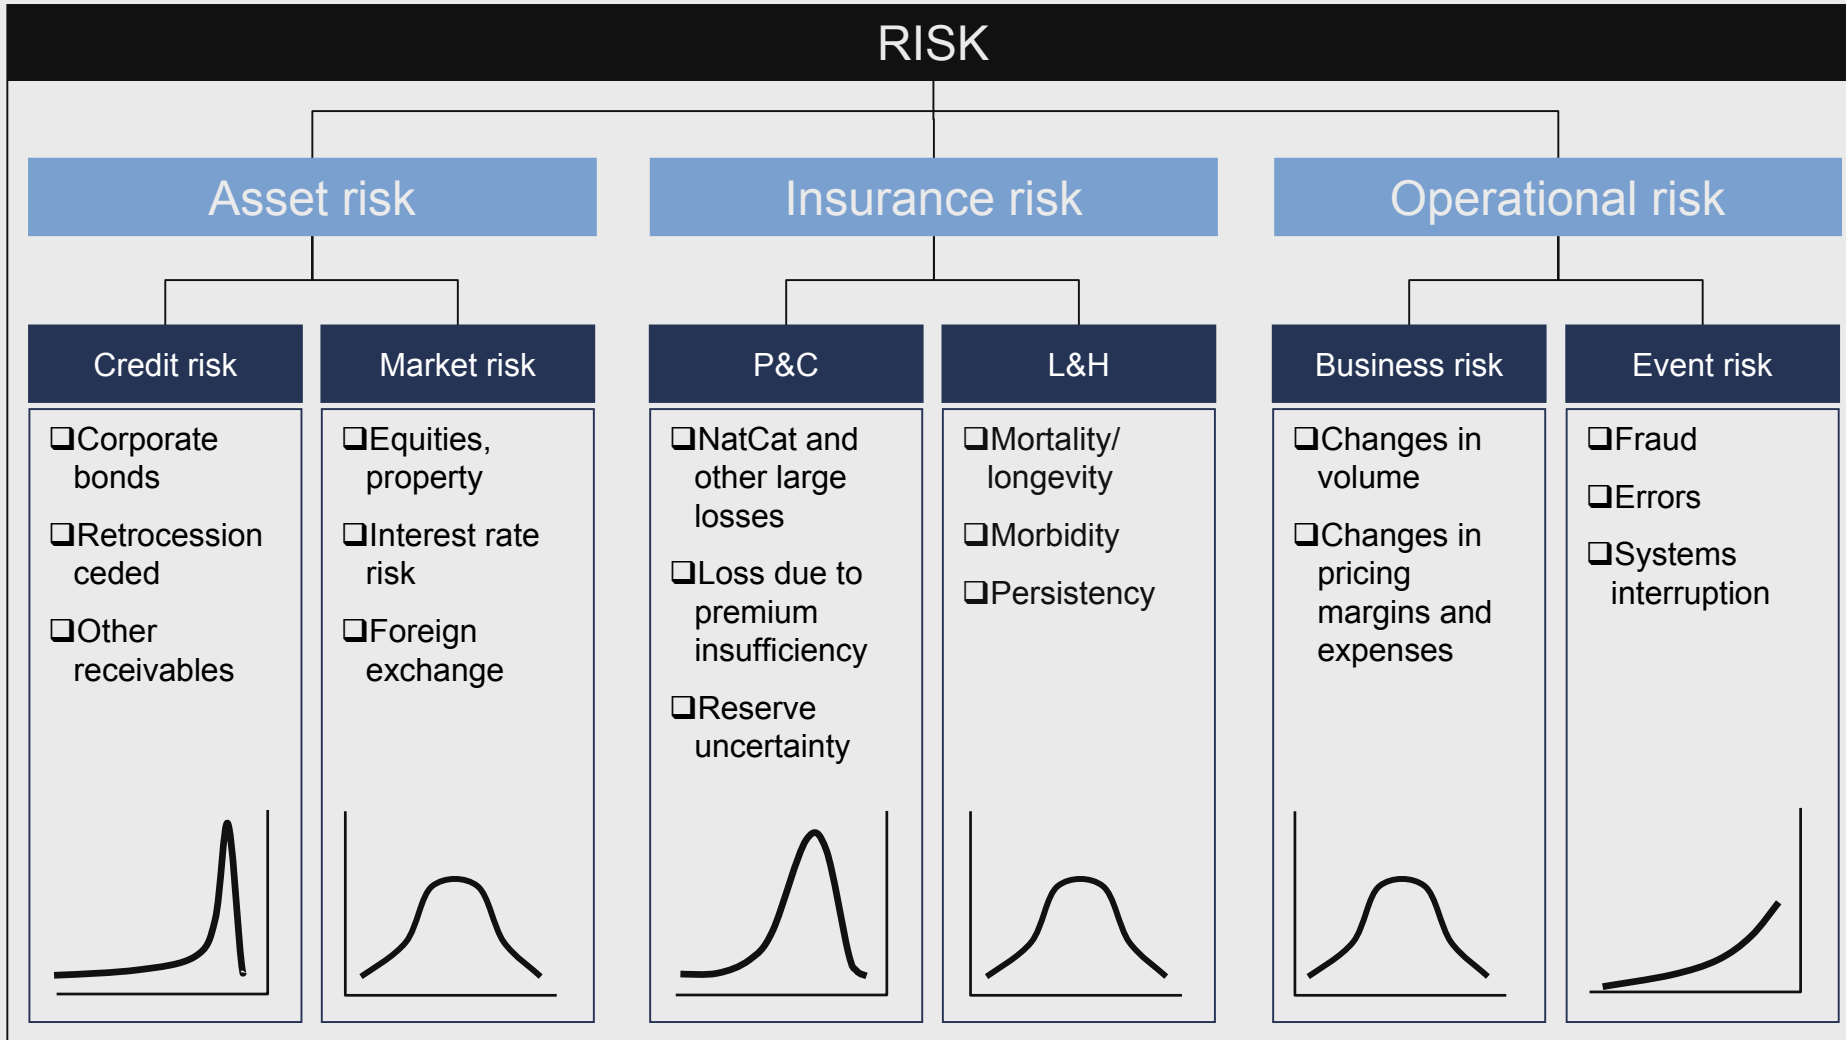 RISK
Asset risk
Insurance risk
Operational risk
Credit risk
Market risk
P&C
L&H
Business risk
Event risk
❑Corporate
bonds
❑Retrocession
ceded
❑Other
receivables
❑Equities,
property
❑Interest rate
risk
❑Foreign
exchange
❑NatCat and
other large
losses
❑Loss due to
premium
insufficiency
❑Reserve
uncertainty
❑Mortality/
longevity
❑Morbidity
❑Persistency
❑Changes in
volume
❑Changes in
pricing
margins and
expenses
❑Fraud
❑Errors
❑Systems
interruption